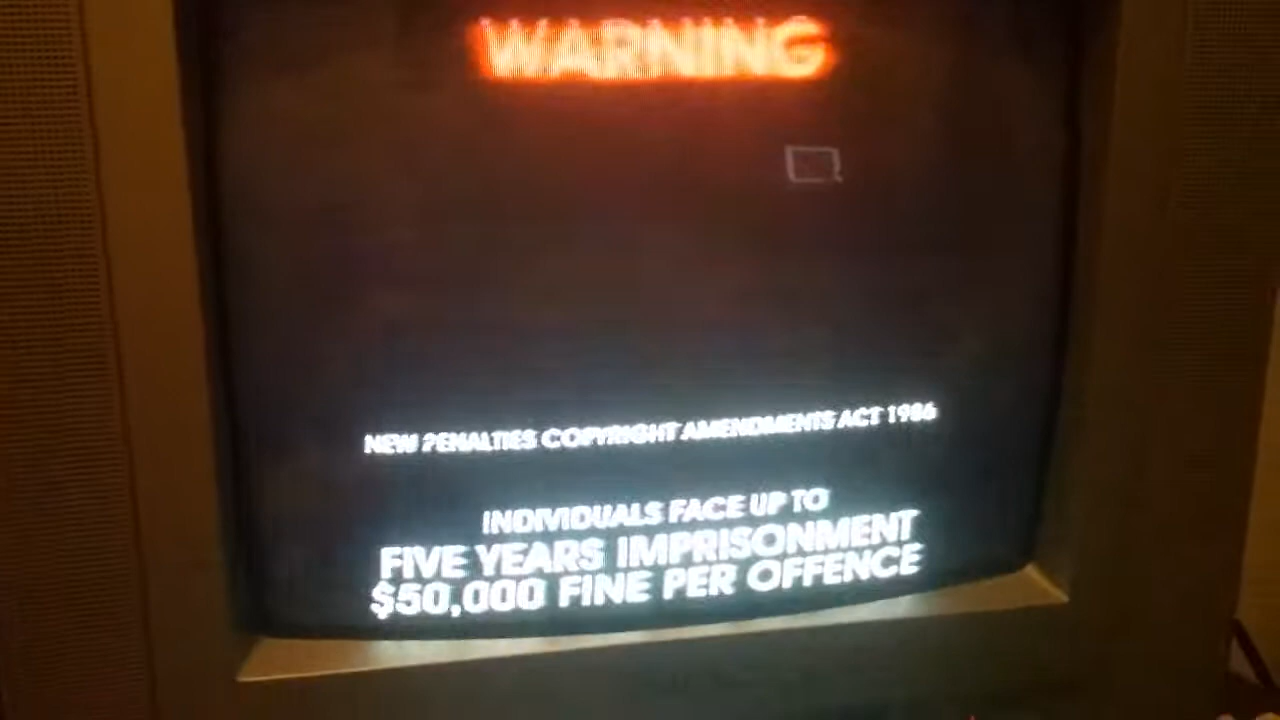 WARNING
NEW PENALTIES COPYRIGHT AMENDMENTS ACT 1986
INDIVIDUALS FACE UP TO
FIVE YEARS IMPRISONMENT
$50,000 FINE PER OFFENCE